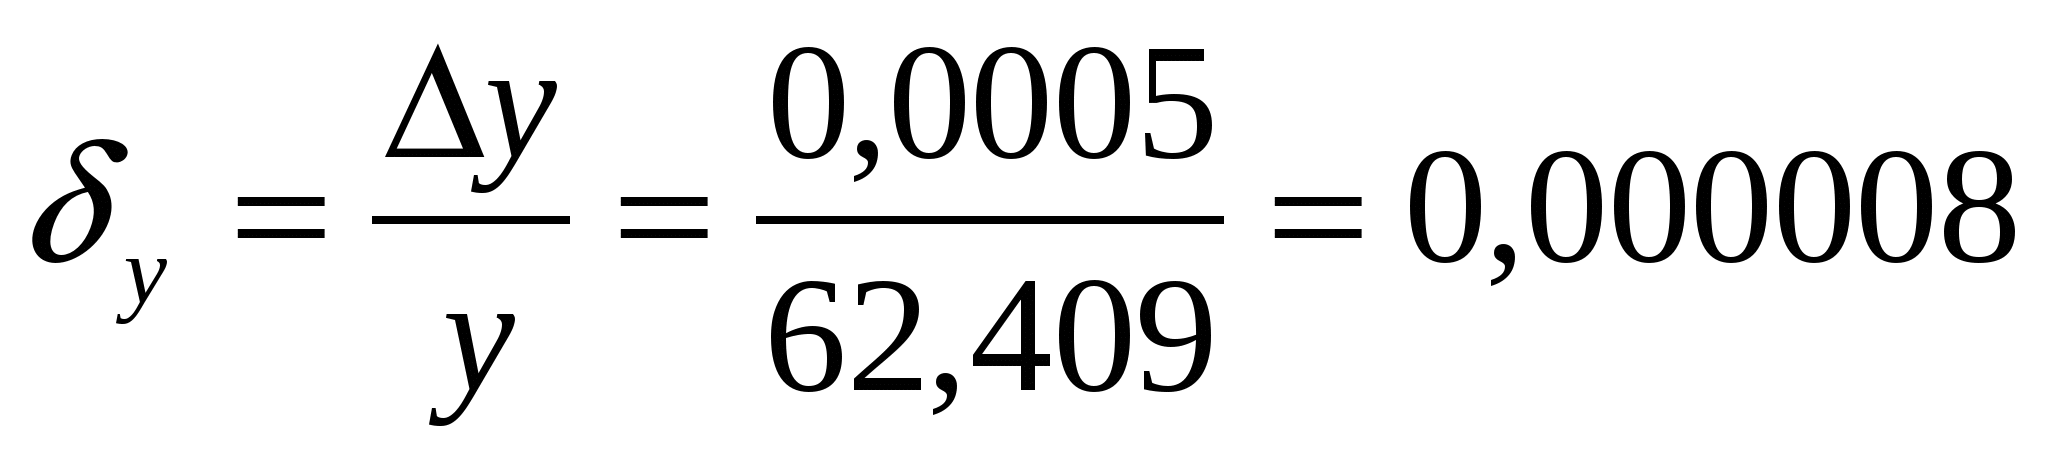 δ_y = Δy/y = 0,0005/62,409 = 0,000008